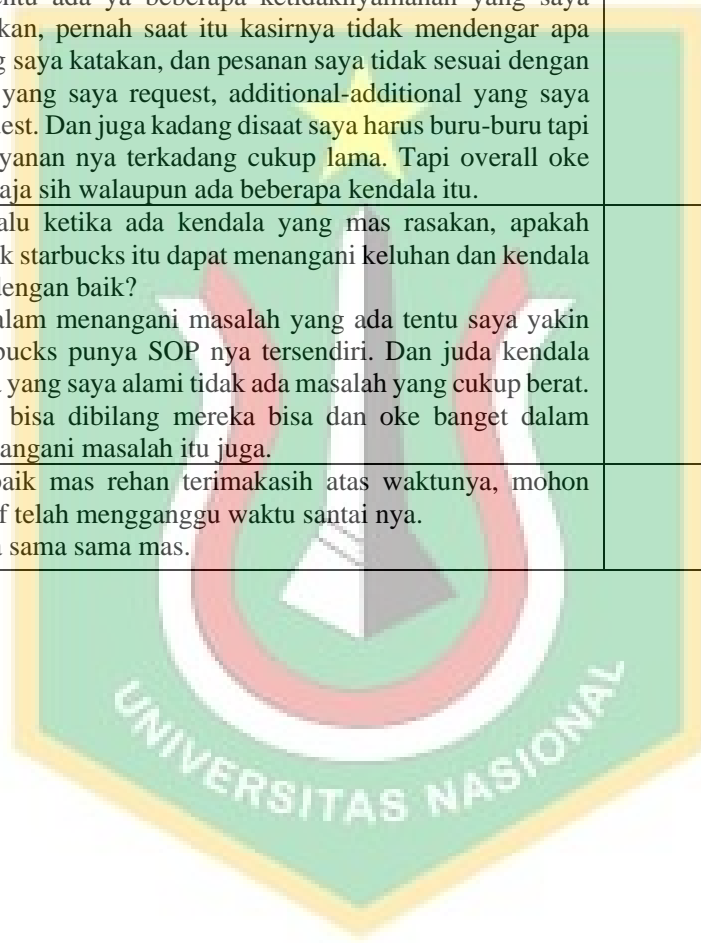 ntu ada ya beberapa ketidaknyamanan yang saya
kan, pernah saat itu kasirnya tidak mendengar apa
g saya katakan, dan pesanan saya tidak sesuai dengan
yang saya request, additional-additional yang saya
est. Dan juga kadang disaat saya harus buru-buru tapi
yanan nya terkadang cukup lama. Tapi overall oke
aja sih walaupun ada beberapa kendala itu.
alu ketika ada kendala yang mas rasakan, apakah
k starbucks itu dapat menangani keluhan dan kendala
dengan baik?
alam menangani masalah yang ada tentu saya yakin
bucks punya SOP nya tersendiri. Dan juda kendala
yang saya alami tidak ada masalah yang cukup berat.
bisa dibilang mereka bisa dan oke banget dalam
angani masalah itu juga.
baik mas rehan terimakasih atas waktunya, mohon
f telah mengganggu waktu santai nya.
a sama sama mas.
UNIVERSITAS NASIONAL